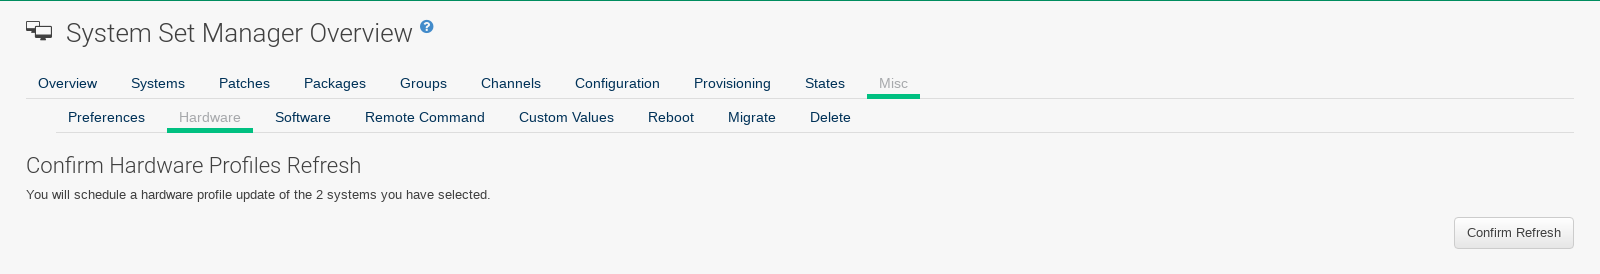 System Set Manager Overview ?
Overview Systems Patches Packages Groups Channels Configuration Provisioning States Misc
Preferences Hardware Software Remote Command Custom Values Reboot Migrate Delete
Confirm Hardware Profiles Refresh
You will schedule a hardware profile update of the 2 systems you have selected.
Confirm Refresh